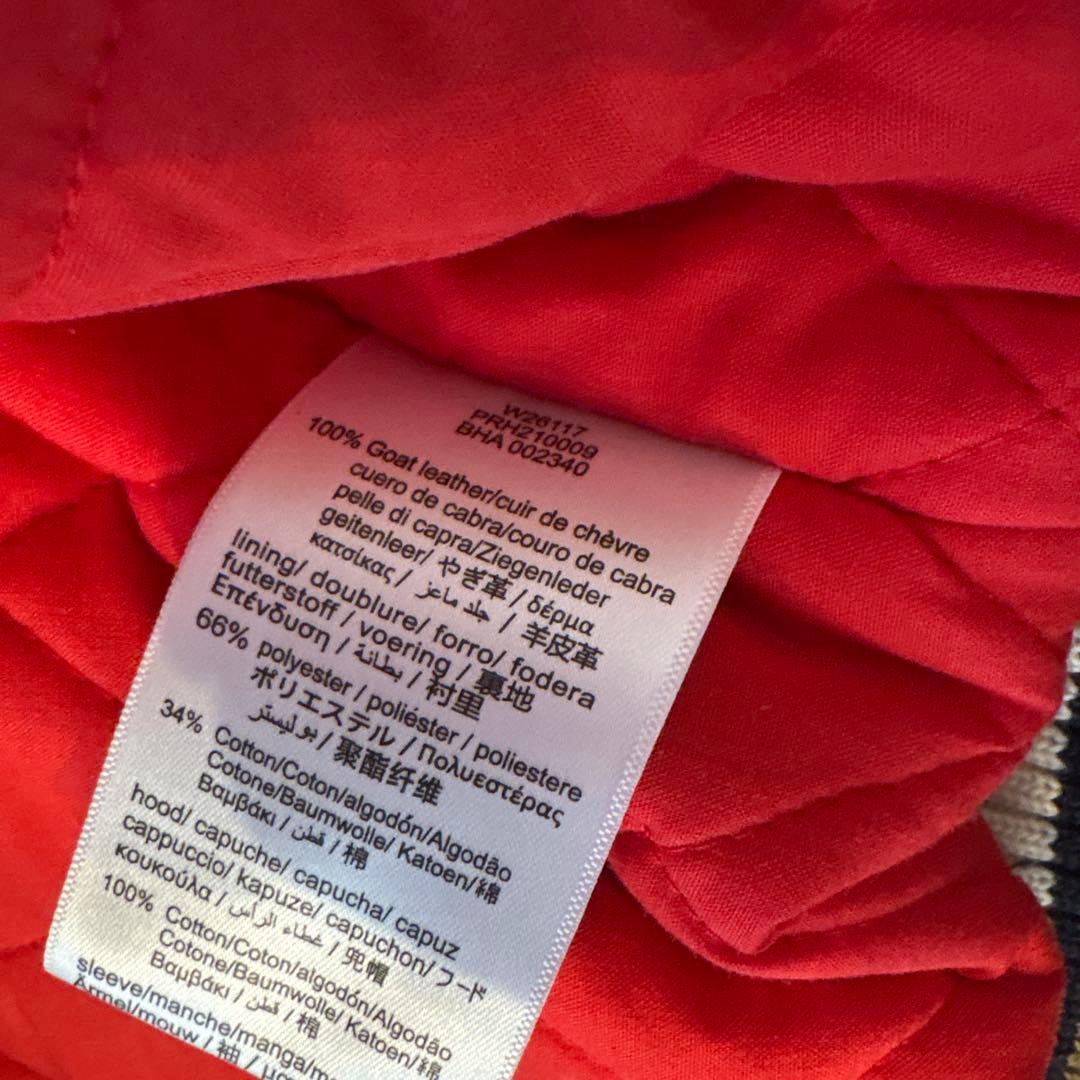 W26117
PRH210009
BHA 002340
100% Goat leather/cuir de chèvre
cuero de cabra/couro de cabra
pelle di capra/Ziegenleder
geitenleer/ やぎ革 / δέρμα
κατσίκας / جلد ماعز / 羊皮革
lining/ doublure/ forro/ fodera
futterstoff / voering / 裏地
Επένδυση / بطانة / 衬里
66% polyester / poliéster / poliestere
ポリエステル / Πολυεστέρας
بوليستر / 聚酯纤维
34% Cotton/Coton/algodón/Algodão
Cotone/Baumwolle/ Katoen/綿
Βαμβάκι / قطن / 棉
hood/ capuche/ capucha/ capuz
cappuccio/ kapuze/ capuchon/ フード
κουκούλα / غطاء الرأس / 兜帽
100% Cotton/Coton/algodón/Algodão
Cotone/Baumwolle/ Katoen/綿
Βαμβάκι / قطن / 棉
sleeve/manche/manga/
Ärmel/mouw / 袖 /